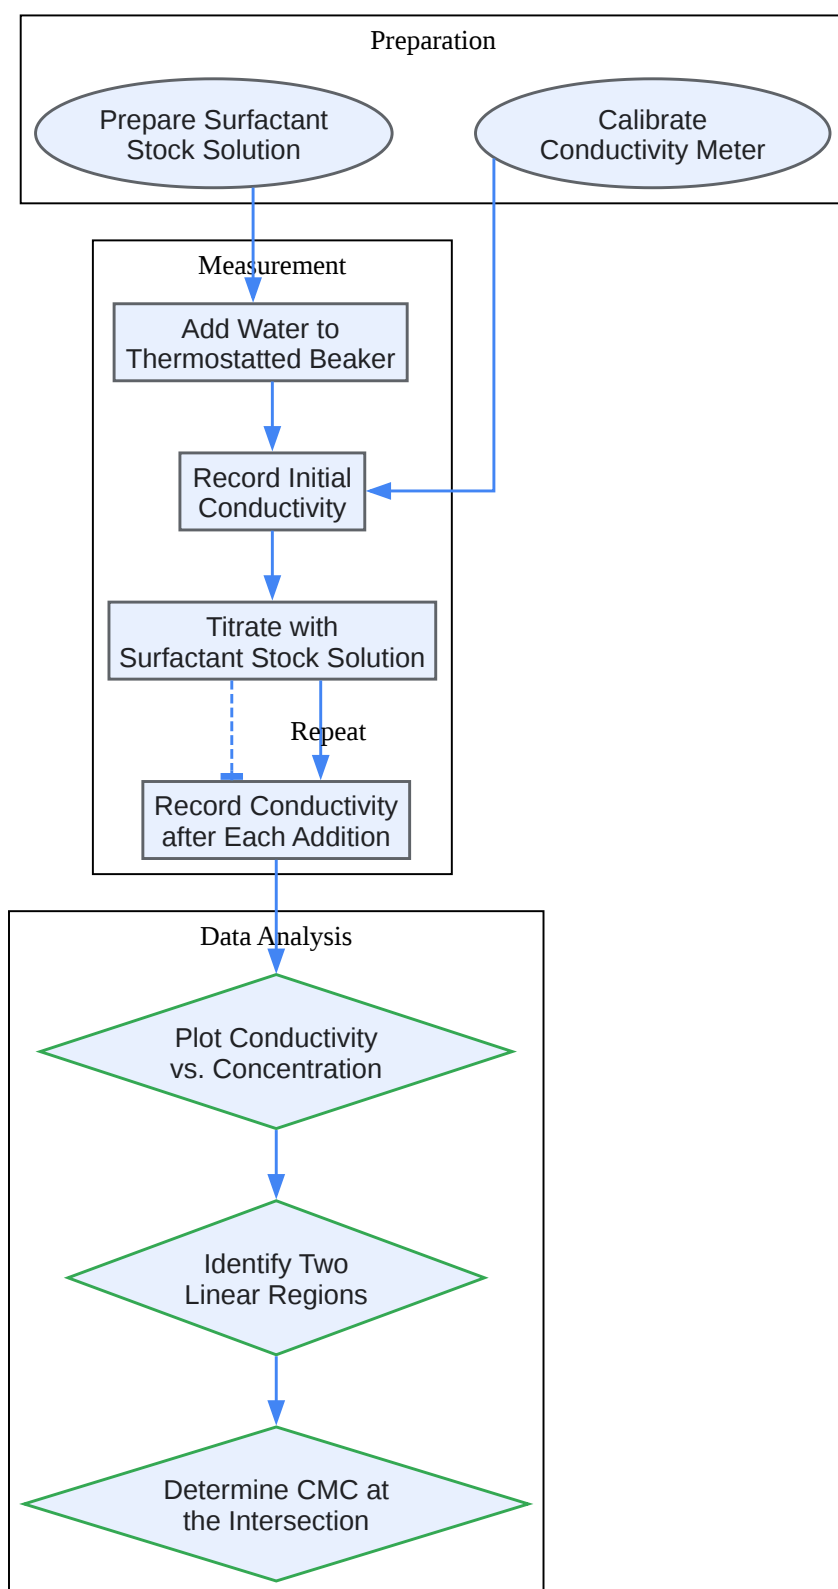 Preparation
Prepare Surfactant
Stock Solution
Calibrate
Conductivity Meter
Measurement
Add Water to
Thermostatted Beaker
Record Initial
Conductivity
Titrate with
Surfactant Stock Solution
Repeat
Record Conductivity
after Each Addition
Data Analysis
Plot Conductivity
vs. Concentration
Identify Two
Linear Regions
Determine CMC at
the Intersection